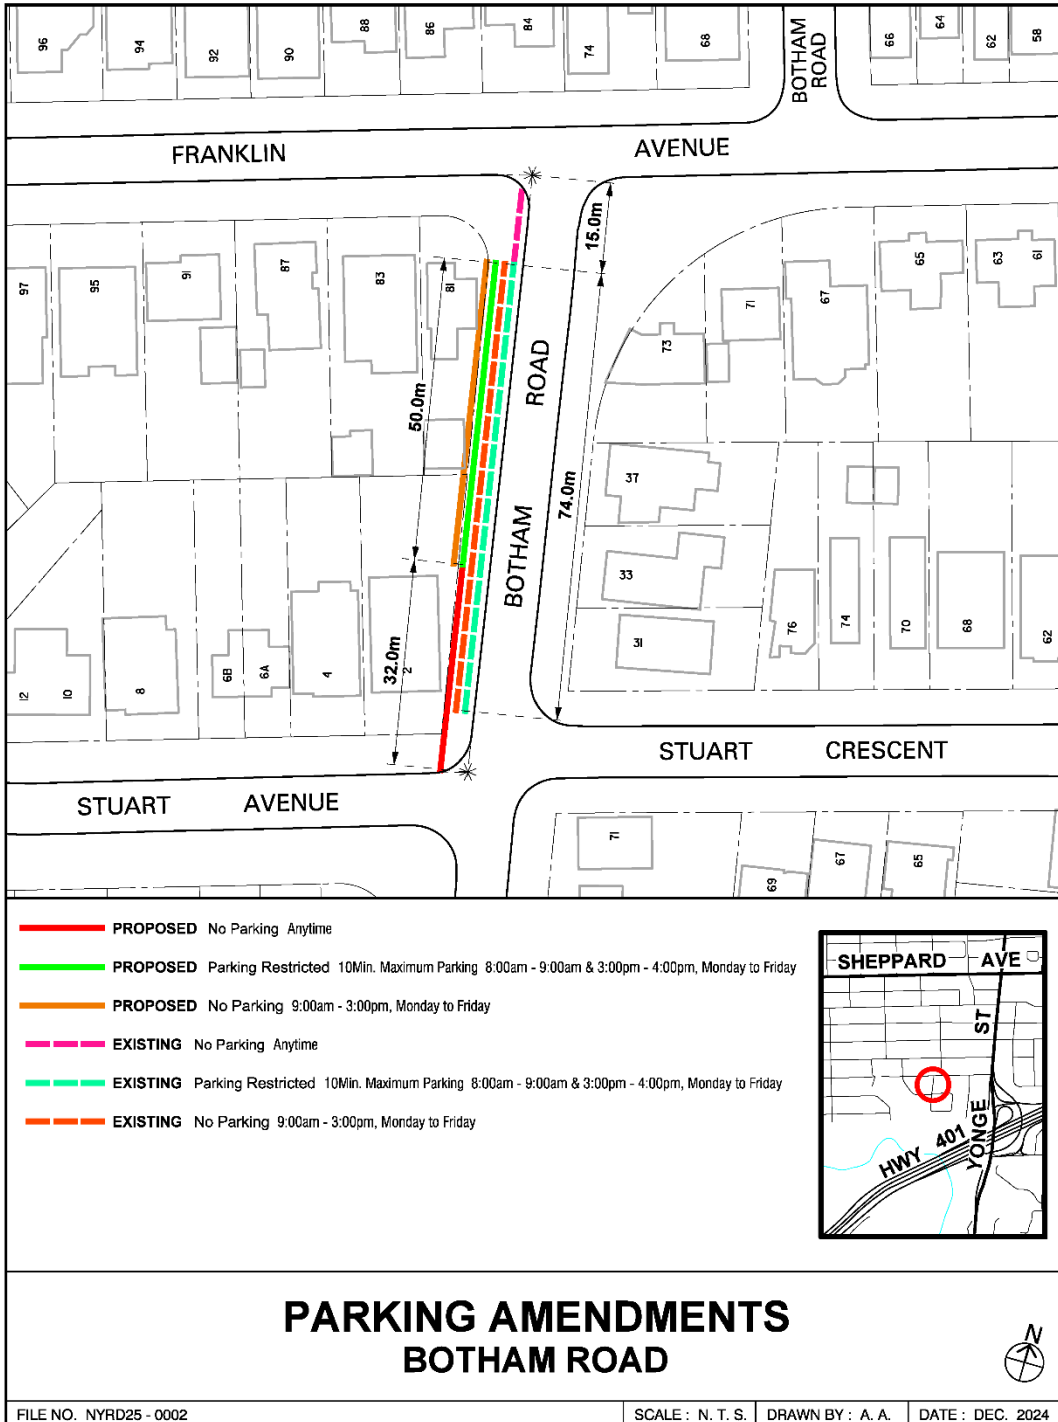 96
94
92
90
88
86
84
74
68
BOTHAM
ROAD
66
64
62
58
FRANKLIN
AVENUE
15.0m
97
95
91
87
83
81
65
63
61
67
71
73
ROAD
50.0m
37
74.0m
BOTHAM
33
31
76
74
70
68
62
32.0m
12
10
8
6B
6A
4
2
STUART
CRESCENT
STUART
AVENUE
71
69
67
65
PROPOSED No Parking Anytime
PROPOSED Parking Restricted 10Min. Maximum Parking 8:00am - 9:00am & 3:00pm - 4:00pm, Monday to Friday
PROPOSED No Parking 9:00am - 3:00pm, Monday to Friday
EXISTING No Parking Anytime
EXISTING Parking Restricted 10Min. Maximum Parking 8:00am - 9:00am & 3:00pm - 4:00pm, Monday to Friday
EXISTING No Parking 9:00am - 3:00pm, Monday to Friday
SHEPPARD AVE
YONGE ST
HWY 401
PARKING AMENDMENTS
BOTHAM ROAD
N
FILE NO. NYRD25 - 0002
SCALE : N. T. S.
DRAWN BY : A. A.
DATE : DEC. 2024